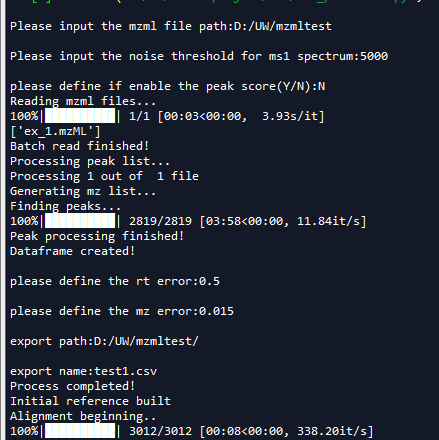 Please input the mzml file path:D:/UW/mzmltest
Please input the noise threshold for ms1 spectrum:5000
please define if enable the peak score(Y/N):N
Reading mzml files...
100%|██████████| 1/1 [00:03<00:00,  3.93s/it]
['ex_1.mzML']
Batch read finished!
Processing peak list...
Processing 1 out of  1 file
Generating mz list...
Finding peaks...
100%|██████████| 2819/2819 [03:58<00:00, 11.84it/s]
Peak processing finished!
Dataframe created!
please define the rt error:0.5
please define the mz error:0.015
export path:D:/UW/mzmltest/
export name:test1.csv
Process completed!
Initial reference built
Alignment beginning..
100%|██████████| 3012/3012 [00:08<00:00, 338.20it/s]